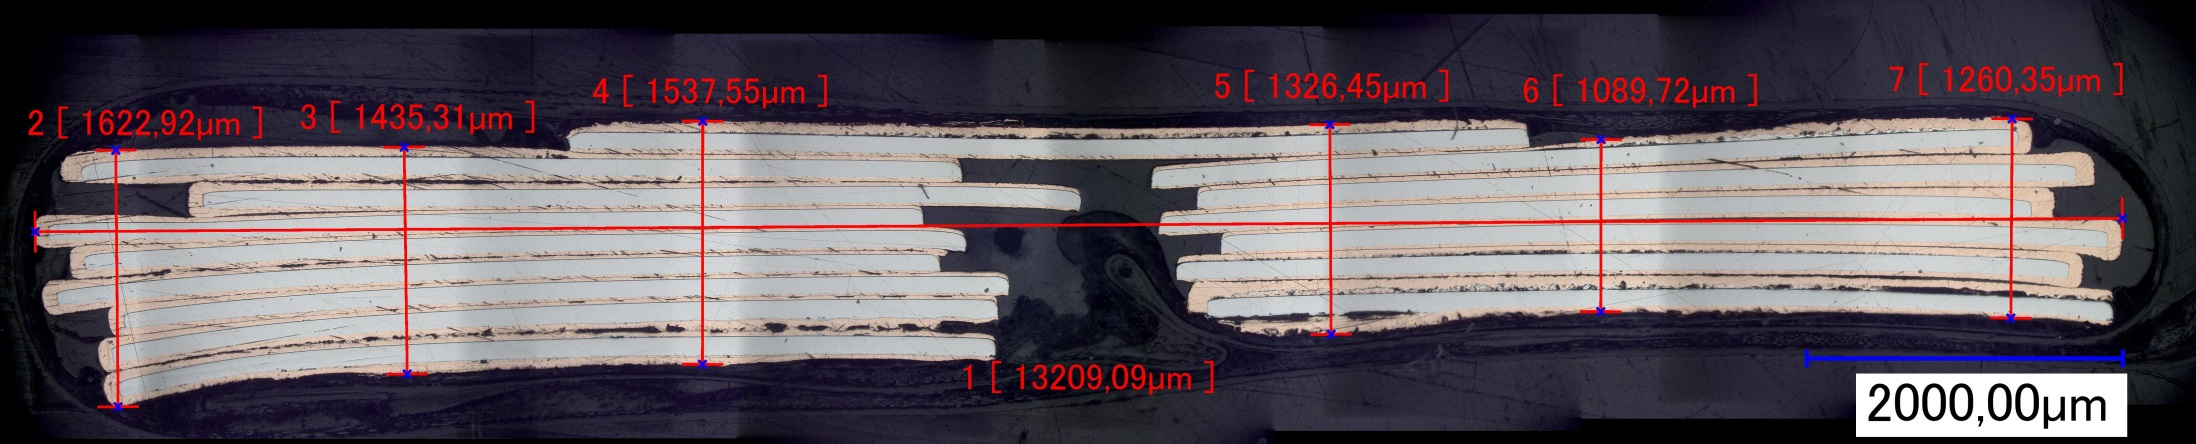 2 [ 1622,92µm ]
3 [ 1435,31µm ]
4 [ 1537,55µm ]
5 [ 1326,45µm ]
6 [ 1089,72µm ]
7 [ 1260,35µm ]
1 [ 13209,09µm ]
2000,00µm